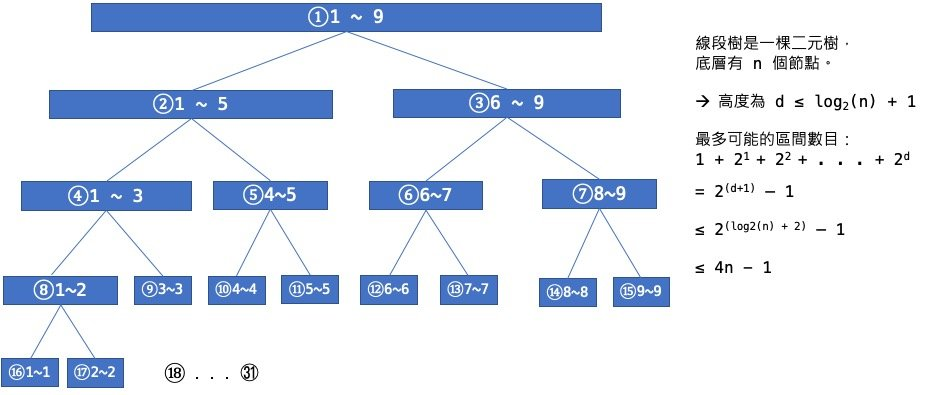 ①1 ~ 9
②1 ~ 5
③6 ~ 9
④1 ~ 3
⑤4~5
⑥6~7
⑦8~9
⑧1~2
⑨3~3
⑩4~4
⑪5~5
⑫6~6
⑬7~7
⑭8~8
⑮9~9
⑯1~1
⑰2~2
⑱ . . . ㉛
線段樹是一棵二元樹，
底層有 n 個節點。
→ 高度為 d ≤ log₂(n) + 1
最多可能的區間數目：
1 + 2¹ + 2² + . . . + 2ᵈ
= 2⁽ᵈ⁺¹⁾ – 1
≤ 2^(log2(n) + 2) – 1
≤ 4n – 1